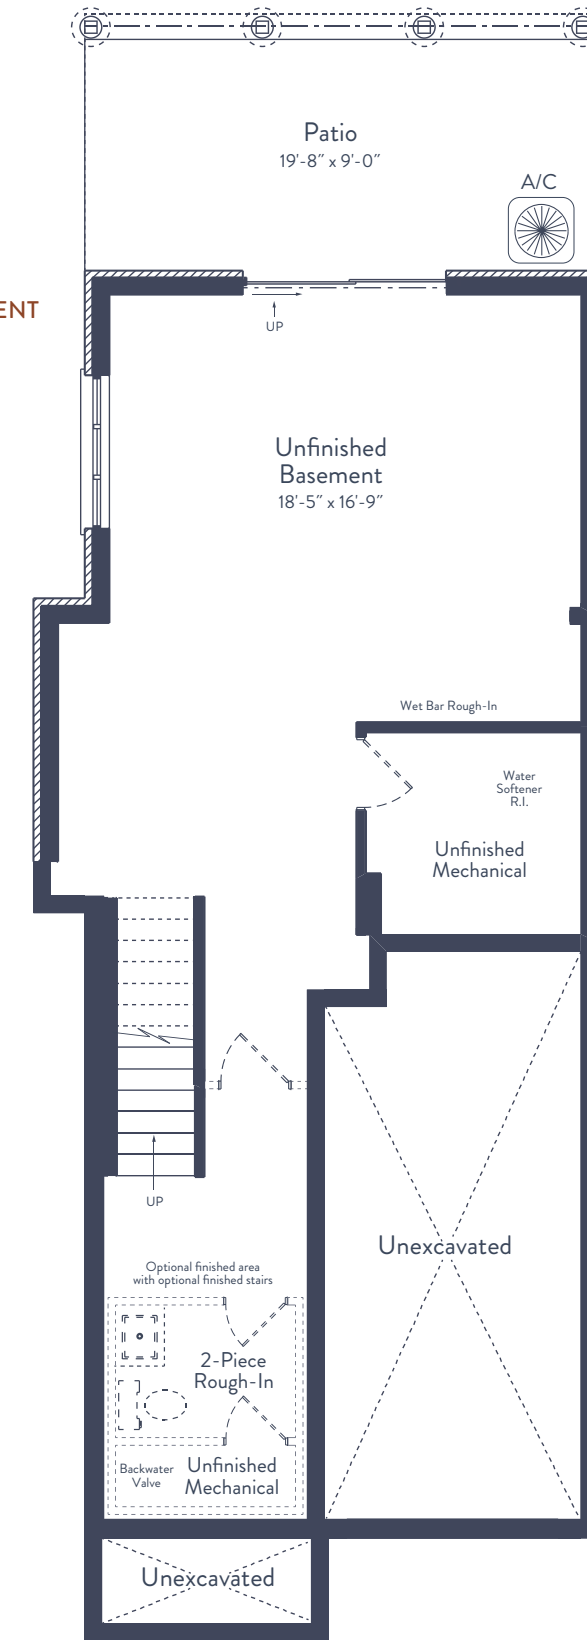 Patio
19'-8″ x 9'-0″
A/C
ENT
UP
Unfinished
Basement
18'-5″ x 16'-9″
Wet Bar Rough-In
Water
Softener
R.I.
Unfinished
Mechanical
UP
Unexcavated
Optional finished area
with optional finished stairs
2-Piece
Rough-In
Backwater
Valve
Unfinished
Mechanical
Unexcavated